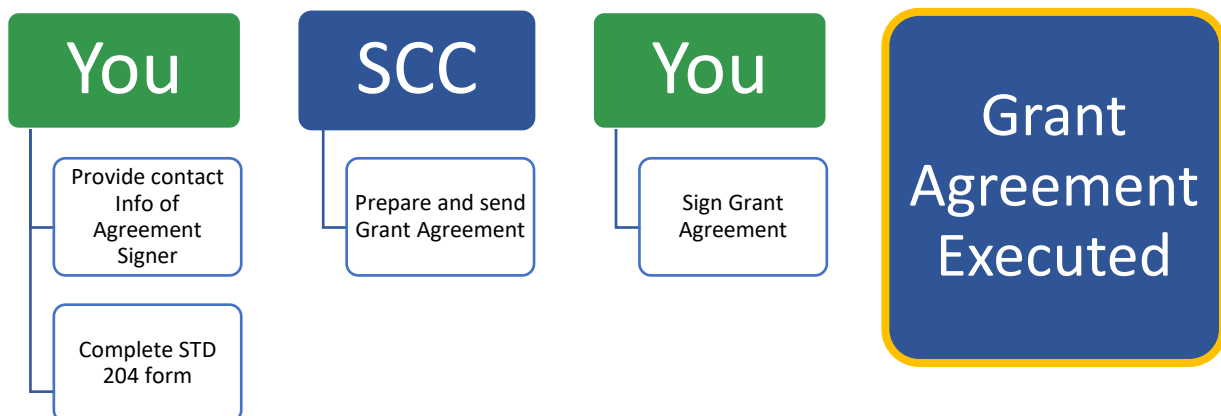 You
Provide contact
Info of
Agreement
Signer
Complete STD
204 form
SCC
Prepare and send
Grant Agreement
You
Sign Grant
Agreement
Grant
Agreement
Executed